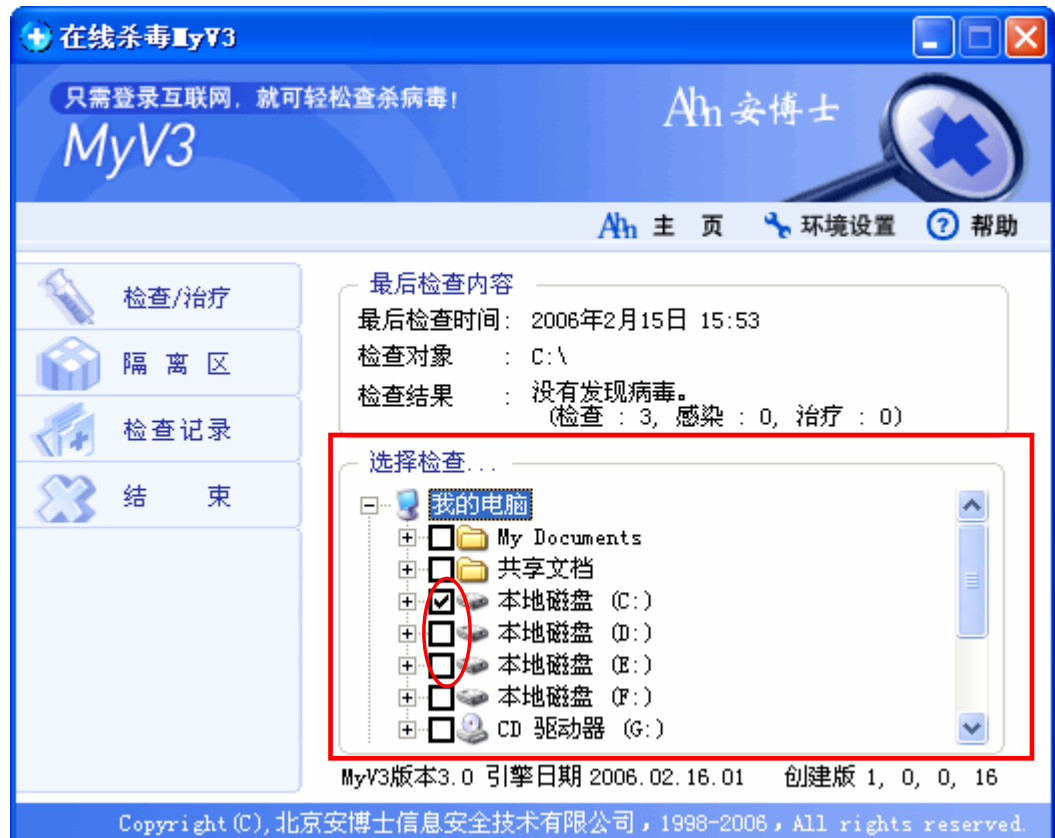 在线杀毒MyV3
只需登录互联网，就可轻松查杀病毒!
MyV3
Ahn 安博士
Ahn 主 页 环境设置 ? 帮助
检查/治疗
隔 离 区
检查记录
结 束
最后检查内容
最后检查时间: 2006年2月15日 15:53
检查对象 : C:\
检查结果 : 没有发现病毒。
(检查 : 3, 感染 : 0, 治疗 : 0)
选择检查...
我的电脑
My Documents
共享文档
本地磁盘 (C:)
本地磁盘 (D:)
本地磁盘 (E:)
本地磁盘 (F:)
CD 驱动器 (G:)
MyV3版本3.0 引擎日期 2006.02.16.01 创建版 1, 0, 0, 16
Copyright(C),北京安博士信息安全技术有限公司，1998-2006，All rights reserved.